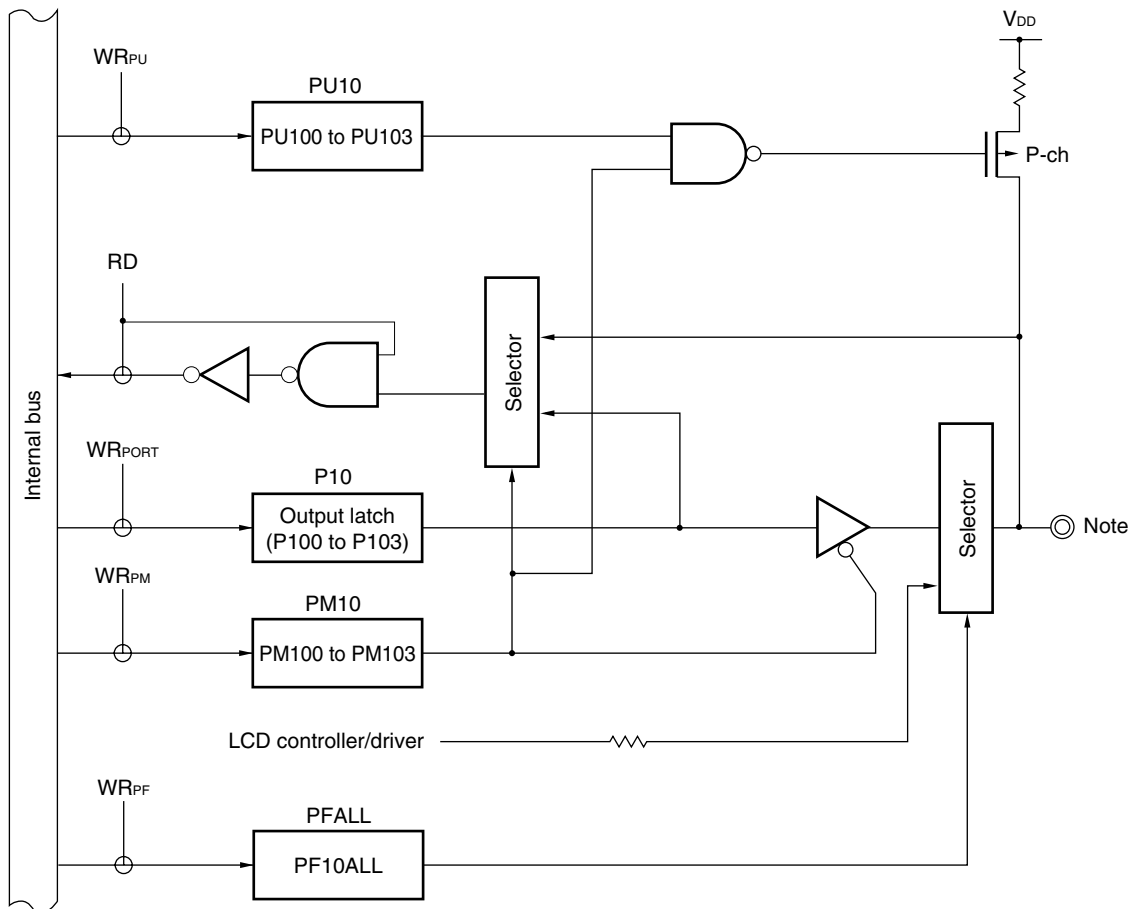 VDD
WRPU
PU10
PU100 to PU103
P-ch
RD
Selector
Internal bus
WRPORT
P10
Output latch
(P100 to P103)
Selector
Note
WRPM
PM10
PM100 to PM103
LCD controller/driver
WRPF
PFALL
PF10ALL